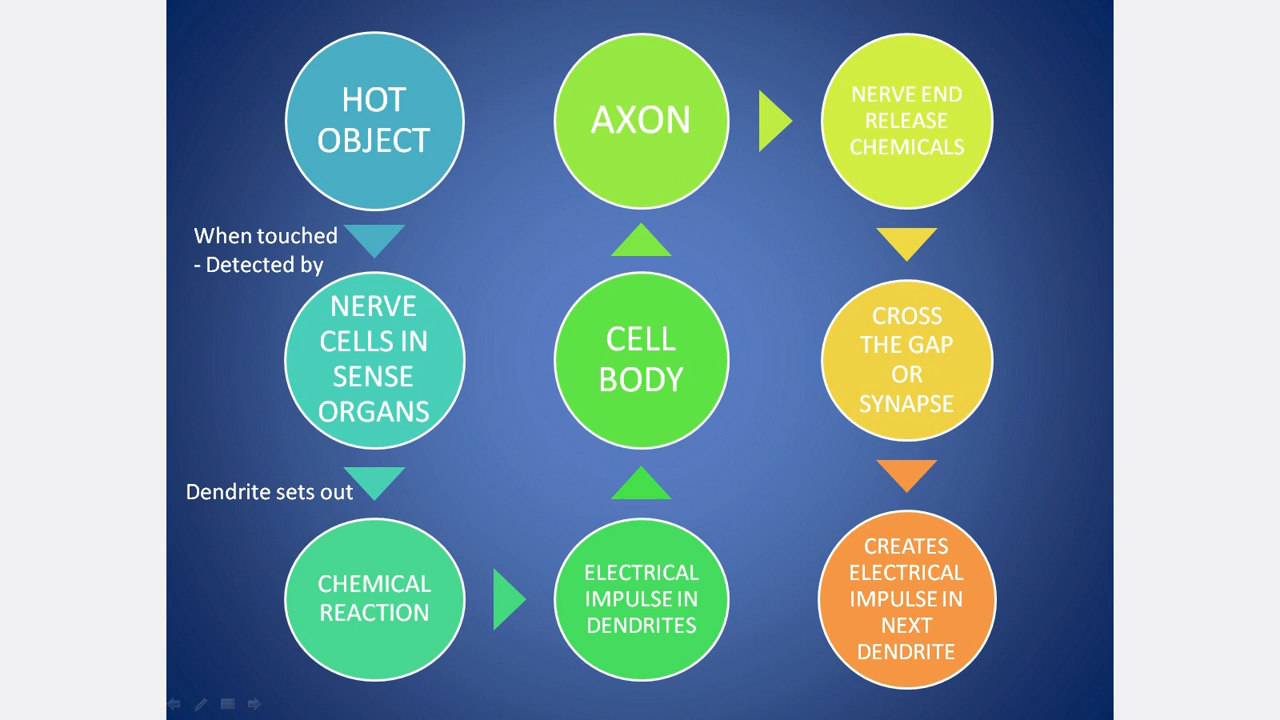 HOT
OBJECT
When touched
- Detected by
NERVE
CELLS IN
SENSE
ORGANS
Dendrite sets out
CHEMICAL
REACTION
ELECTRICAL
IMPULSE IN
DENDRITES
CELL
BODY
AXON
NERVE END
RELEASE
CHEMICALS
CROSS
THE GAP
OR
SYNAPSE
CREATES
ELECTRICAL
IMPULSE IN
NEXT
DENDRITE